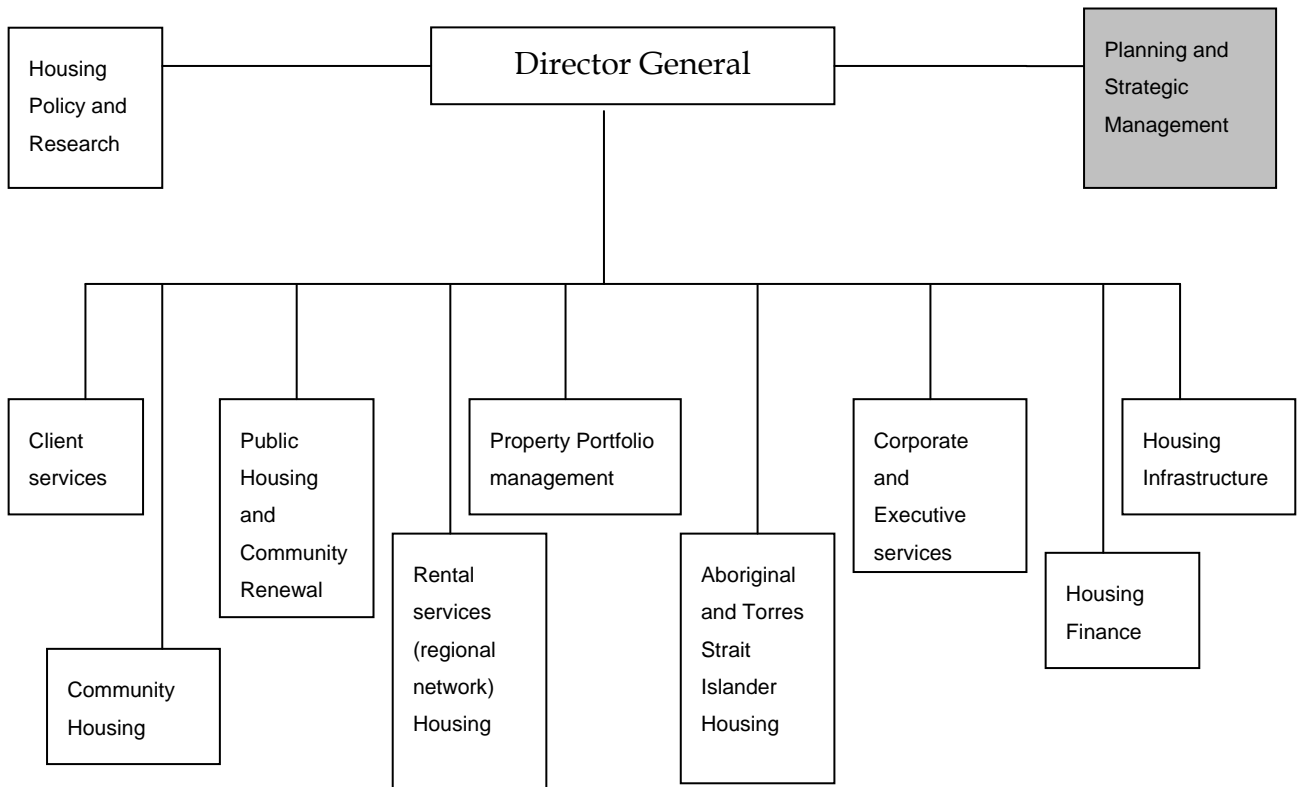 Housing
Policy and
Research
Director General
Planning and
Strategic
Management
Client
services
Community
Housing
Public
Housing
and
Community
Renewal
Rental
services
(regional
network)
Housing
Property Portfolio
management
Aboriginal
and Torres
Strait
Islander
Housing
Corporate
and
Executive
services
Housing
Finance
Housing
Infrastructure